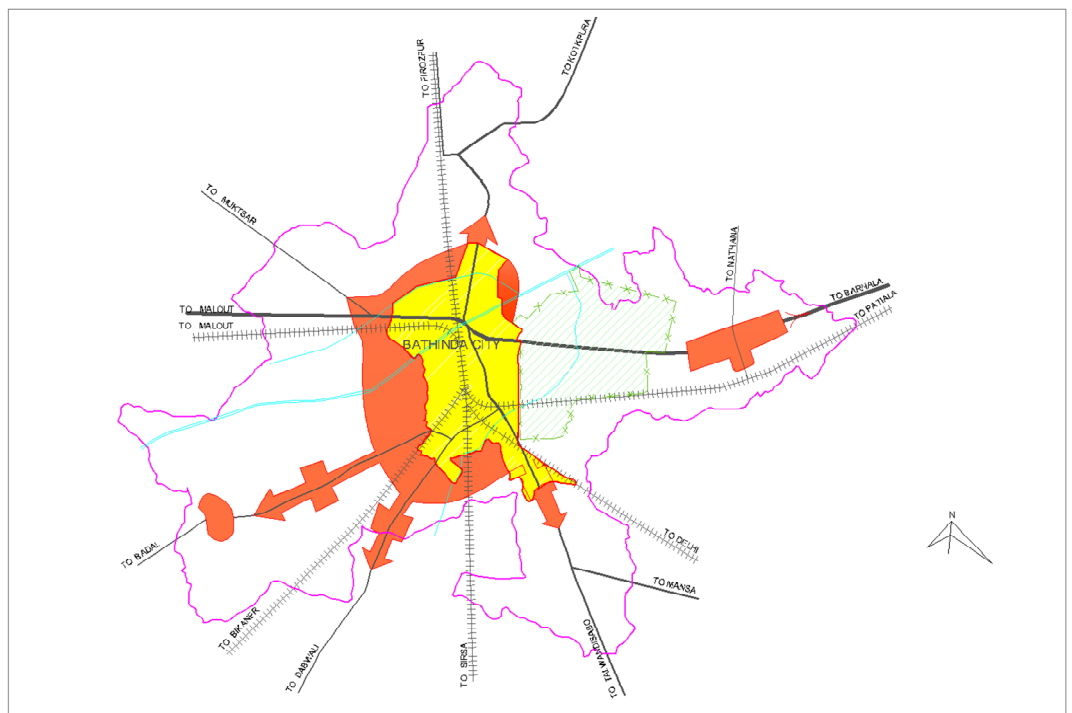 TO KOTKPURA
TO FIROZPUR
TO MUKTSAR
TO NATHANA
TO BARNALA
TO PATIALA
TO MALOUT
TO MALOUT
BATHINDA CITY
N
TO BADAL
TO DELHI
TO MANSA
TO BIKANER
TO DABWALI
TO SIRSA
TO TALWANDISABO